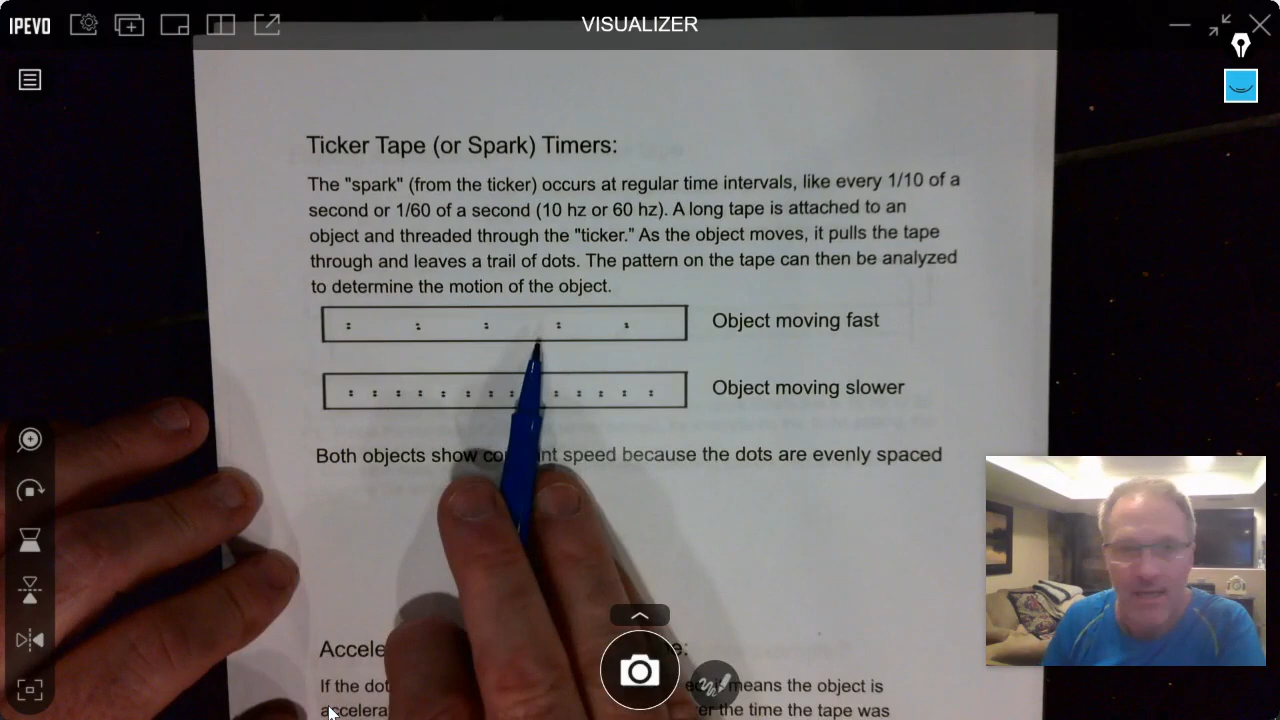 IPEVO
VISUALIZER
Ticker Tape (or Spark) Timers:
The "spark" (from the ticker) occurs at regular time intervals, like every 1/10 of a
second or 1/60 of a second (10 hz or 60 hz). A long tape is attached to an
object and threaded through the "ticker." As the object moves, it pulls the tape
through and leaves a trail of dots. The pattern on the tape can then be analyzed
to determine the motion of the object.
Object moving fast
Object moving slower
Both objects show speed because the dots are evenly spaced
If the means the object is
the time the tape was